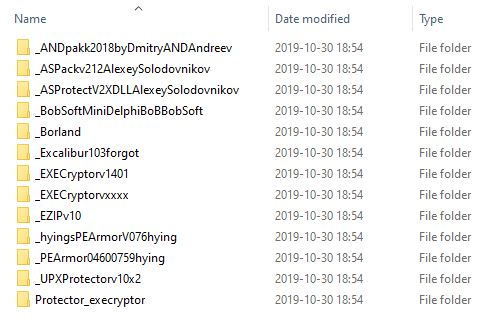 Name Date modified Type
_ANDpakk2018byDmitryANDAndreev 2019-10-30 18:54 File folder
_ASPackv212AlexeySolodovnikov 2019-10-30 18:54 File folder
_ASProtectV2XDLLAlexeySolodovnikov 2019-10-30 18:54 File folder
_BobSoftMiniDelphiBoBBobSoft 2019-10-30 18:54 File folder
_Borland 2019-10-30 18:54 File folder
_Excalibur103forgot 2019-10-30 18:54 File folder
_EXECryptorv1401 2019-10-30 18:54 File folder
_EXECryptorvxxxx 2019-10-30 18:54 File folder
_EZIPv10 2019-10-30 18:54 File folder
_hyingsPEArmorV076hying 2019-10-30 18:54 File folder
_PEArmor04600759hying 2019-10-30 18:54 File folder
_UPXProtectorv10x2 2019-10-30 18:54 File folder
Protector_execryptor 2019-10-30 18:54 File folder